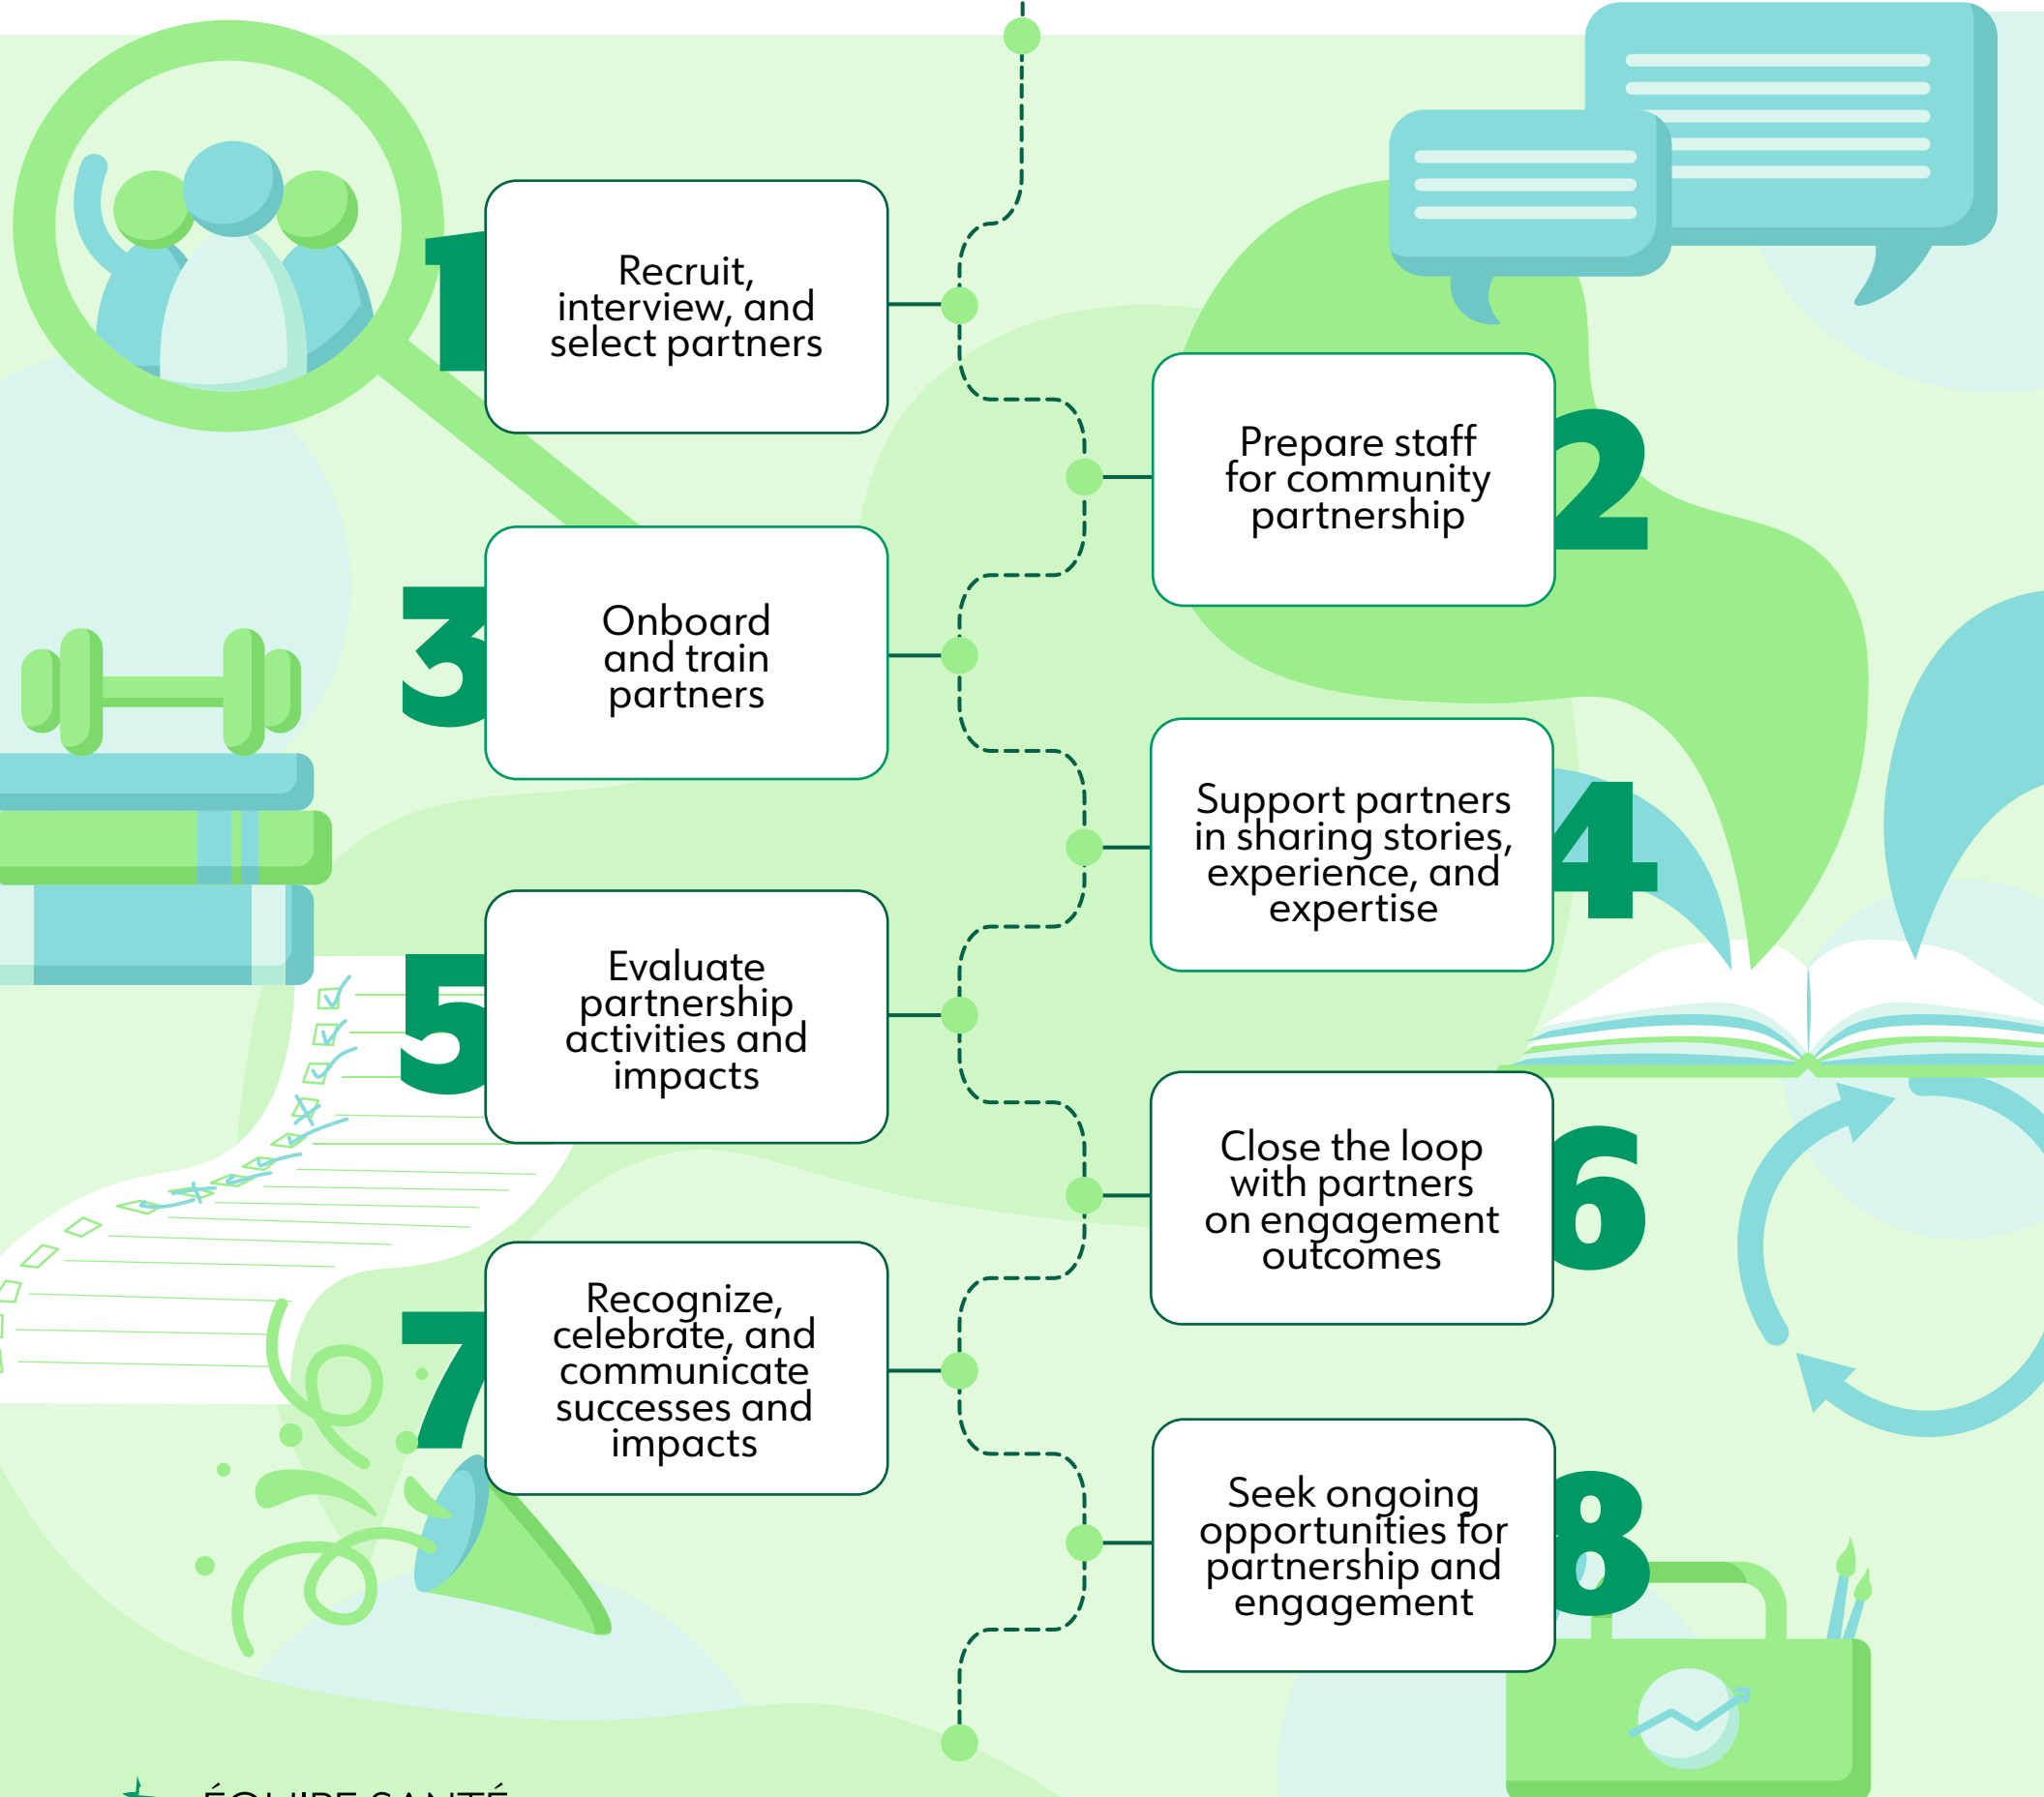 1
Recruit,
interview, and
select partners
2
Prepare staff
for community
partnership
3
Onboard
and train
partners
4
Support partners
in sharing stories,
experience, and
expertise
5
Evaluate
partnership
activities and
impacts
6
Close the loop
with partners
on engagement
outcomes
7
Recognize,
celebrate, and
communicate
successes and
impacts
8
Seek ongoing
opportunities for
partnership and
engagement
ÉQUIPE SANTÉ